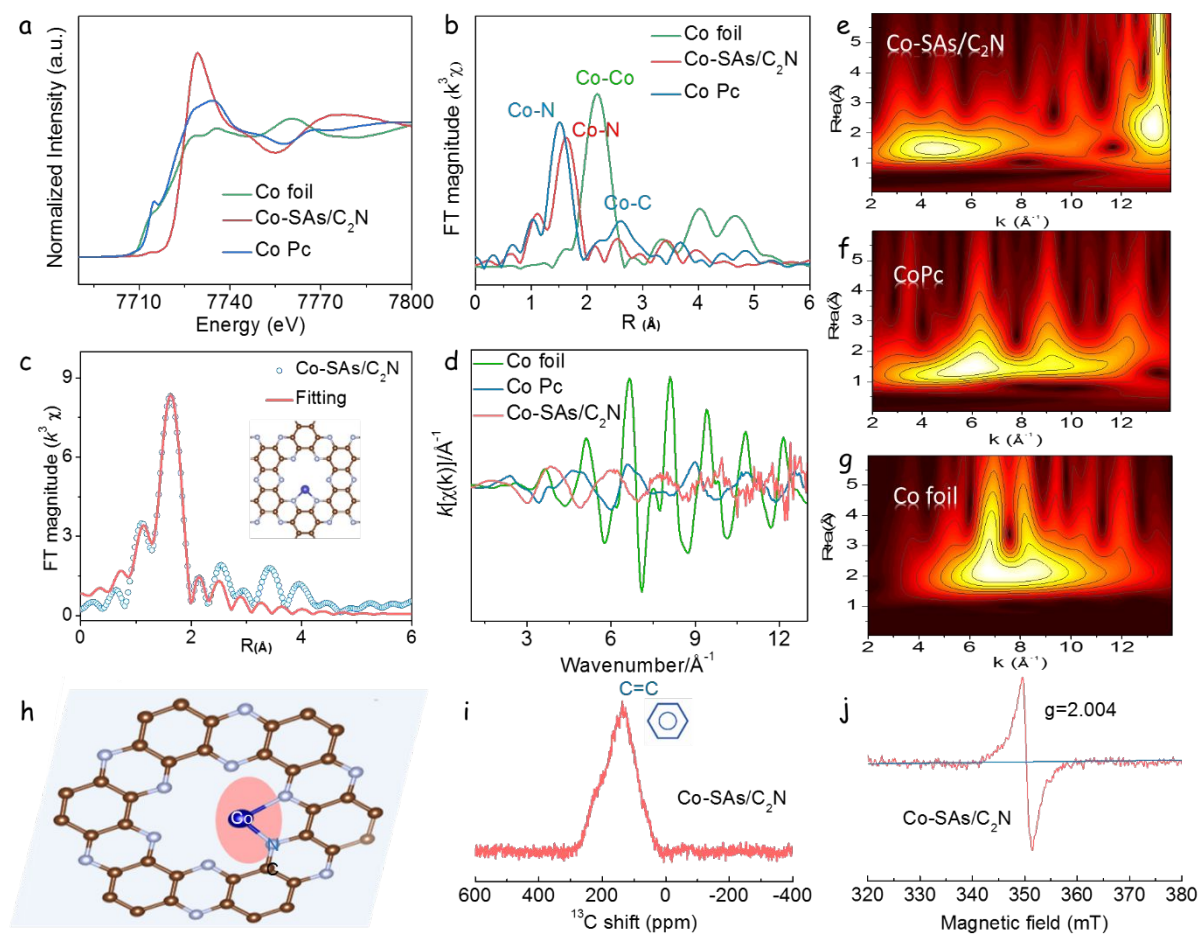 a
Normalized Intensity (a.u.)
Co foil
Co-SAs/C₂N
Co Pc
7710 7740 7770 7800
Energy (eV)
b
FT magnitude (k³ χ)
Co foil
Co-SAs/C₂N
Co Pc
Co-Co
Co-N
Co-N
Co-C
0 1 2 3 4 5 6
R (Å)
c
FT magnitude (k³ χ)
9
6
3
0
Co-SAs/C₂N
Fitting
0 2 4 6
R(Å)
d
k[χ(k)]/Å⁻¹
Co foil
Co Pc
Co-SAs/C₂N
3 6 9 12
Wavenumber/Å⁻¹
e
Co-SAs/C₂N
R+a(Å)
5
4
3
2
1
2 4 6 8 10 12
k (Å⁻¹)
f
CoPc
R+a(Å)
5
4
3
2
1
2 4 6 8 10 12
k (Å⁻¹)
g
Co foil
R+a(Å)
5
4
3
2
1
2 4 6 8 10 12
k (Å⁻¹)
h
Co
N
C
i
C=C
Co-SAs/C₂N
600 400 200 0 -200 -400
¹³C shift (ppm)
j
g=2.004
Co-SAs/C₂N
320 330 340 350 360 370 380
Magnetic field (mT)